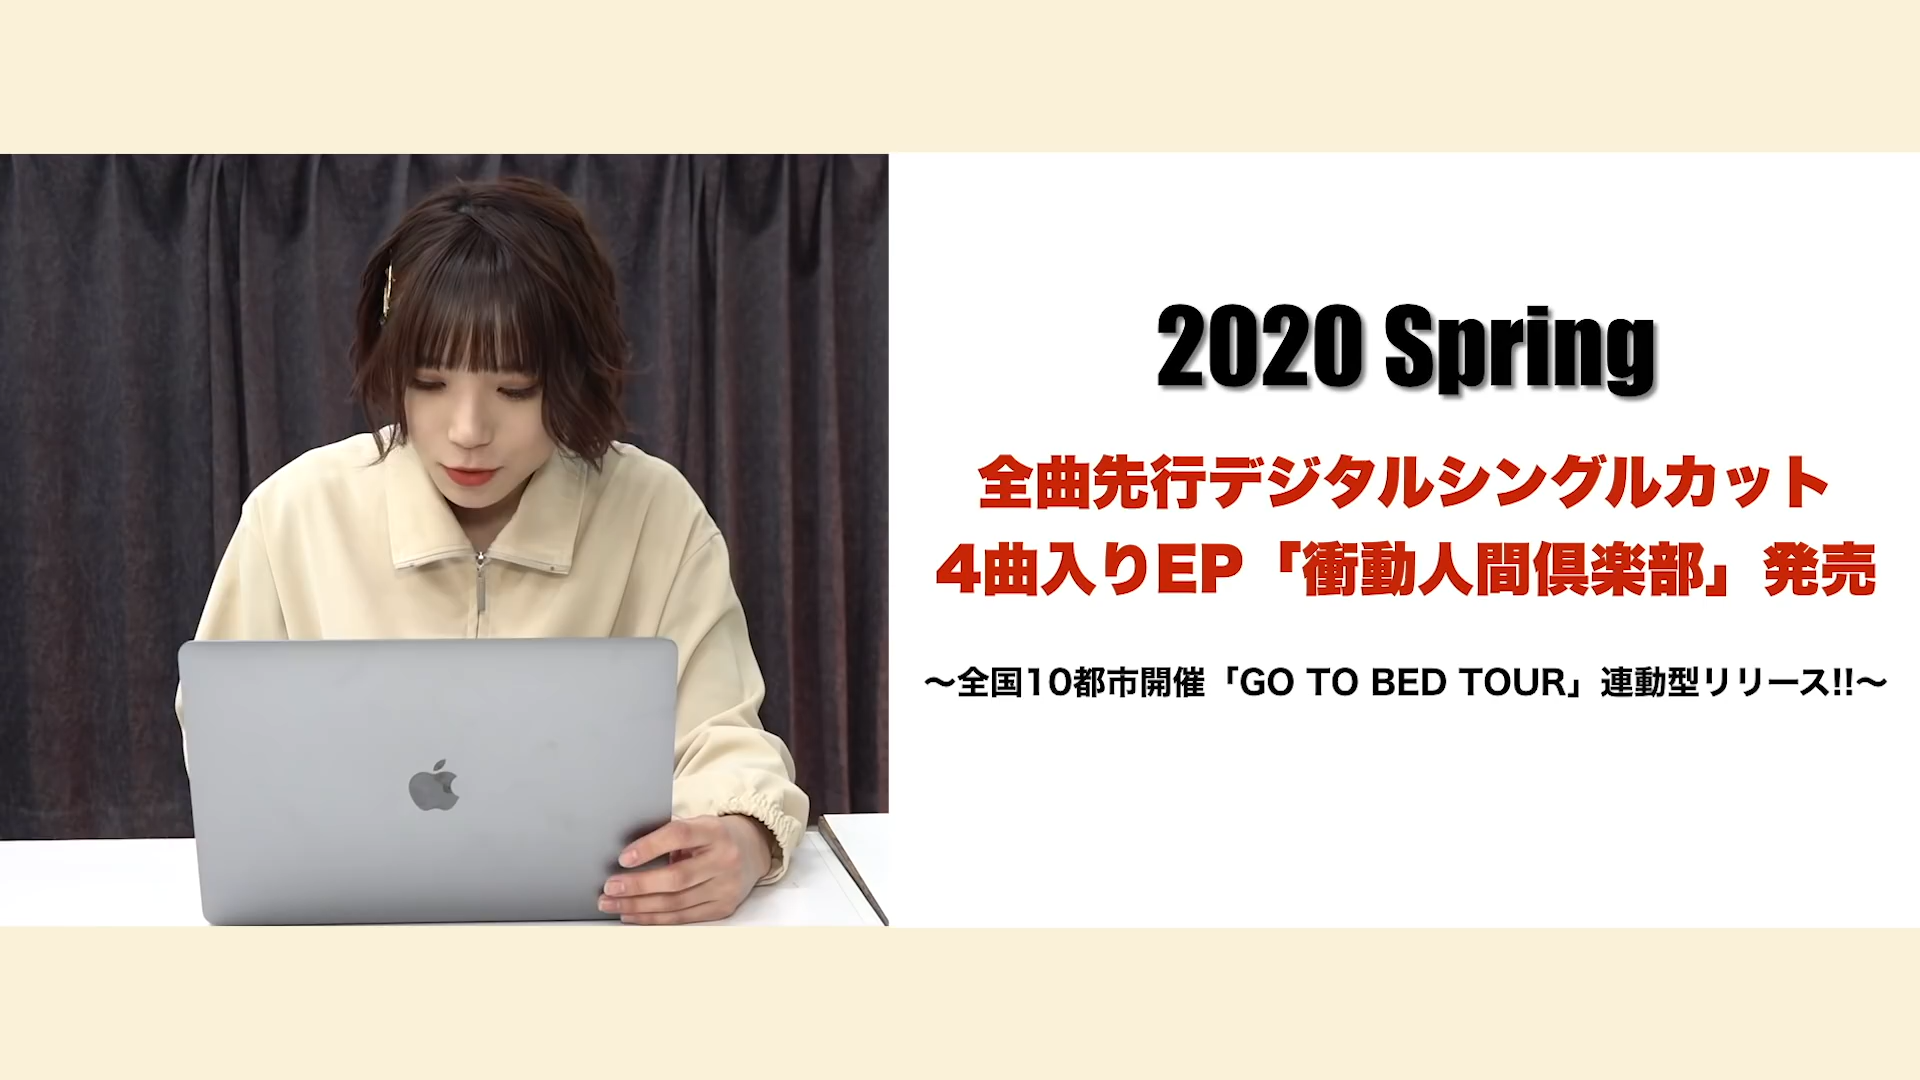 2020 Spring
全曲先行デジタルシングルカット
4曲入りEP「衝動人間倶楽部」発売
〜全国10都市開催「GO TO BED TOUR」連動型リリース!!〜